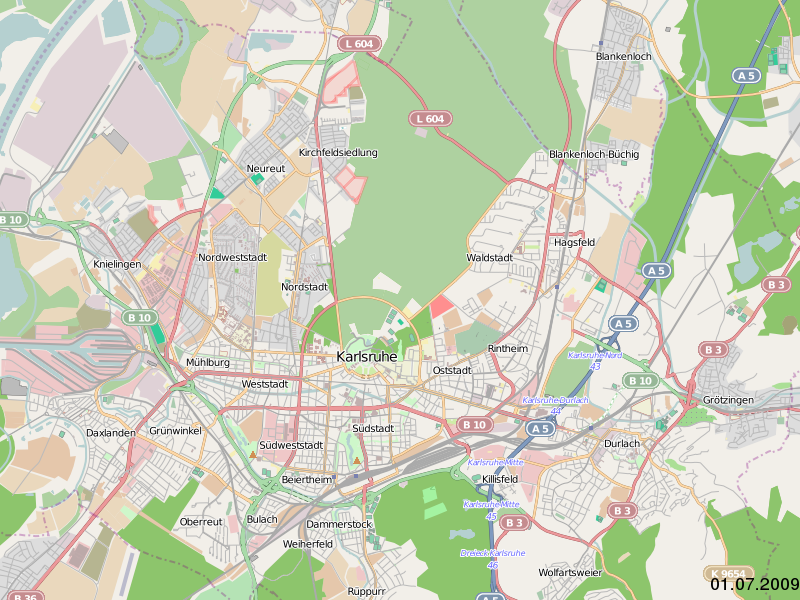 L 604
Blankenloch
A 5
L 604
Kirchfeldsiedlung
Blankenloch-Büchig
Neureut
B 10
Hagsfeld
Nordweststadt
Waldstadt
Knielingen
A 5
Nordstadt
B 3
B 10
A 5
Rintheim
B 3
Karlsruhe
Karlsruhe-Nord
43
Mühlburg
Oststadt
B 10
Weststadt
Karlsruhe-Durlach
44
Grötzingen
Daxlanden
Grünwinkel
Südstadt
B 10
A 5
Südweststadt
Durlach
Karlsruhe Mitte
Beiertheim
Killisfeld
Karlsruhe-Mitte
45
B 3
Oberreut
Bulach
Dammerstock
B 3
Weiherfeld
Dreieck Karlsruhe
46
Wolfartsweier
K 9654
01.07.2009
Rüppurr
B 36
A 5